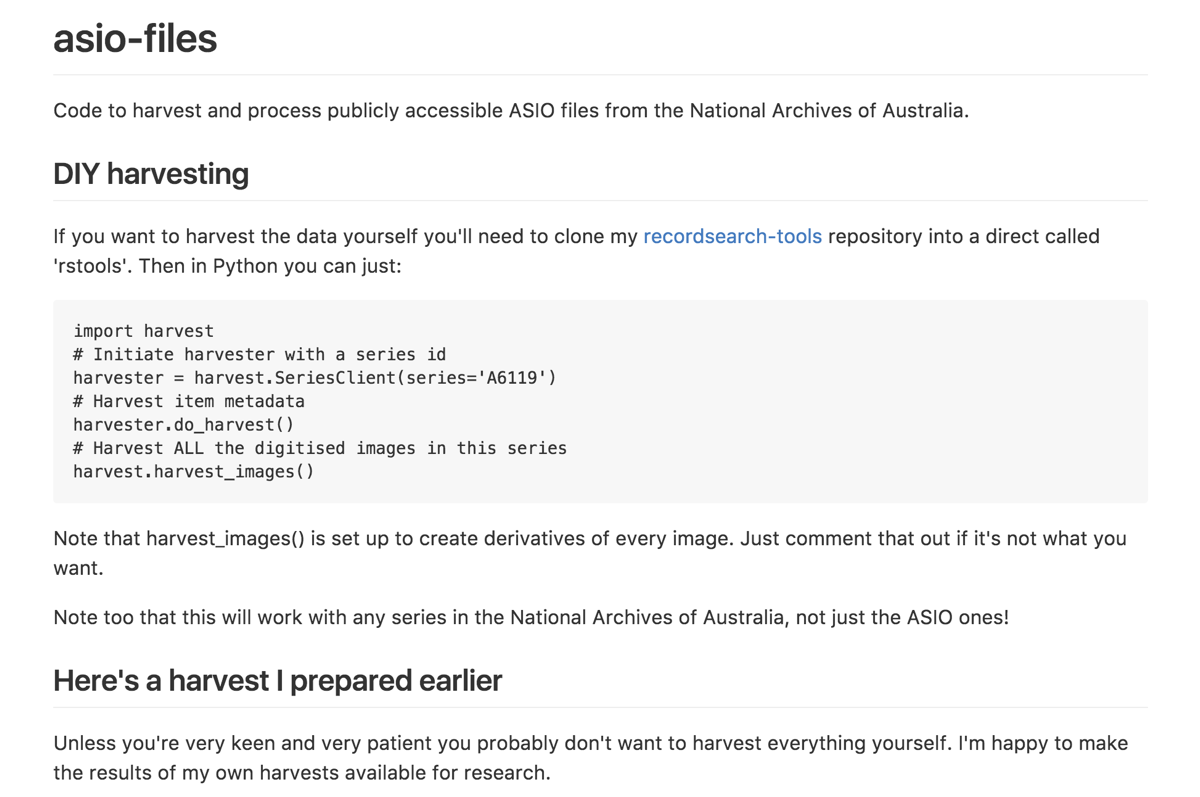 asio-files
Code to harvest and process publicly accessible ASIO files from the National Archives of Australia.
DIY harvesting
If you want to harvest the data yourself you'll need to clone my recordsearch-tools repository into a direct called
'rstools'. Then in Python you can just:
import harvest
# Initiate harvester with a series id
harvester = harvest.SeriesClient(series='A6119')
# Harvest item metadata
harvester.do_harvest()
# Harvest ALL the digitised images in this series
harvest.harvest_images()
Note that harvest_images() is set up to create derivatives of every image. Just comment that out if it's not what you
want.
Note too that this will work with any series in the National Archives of Australia, not just the ASIO ones!
Here's a harvest I prepared earlier
Unless you're very keen and very patient you probably don't want to harvest everything yourself. I'm happy to make
the results of my own harvests available for research.